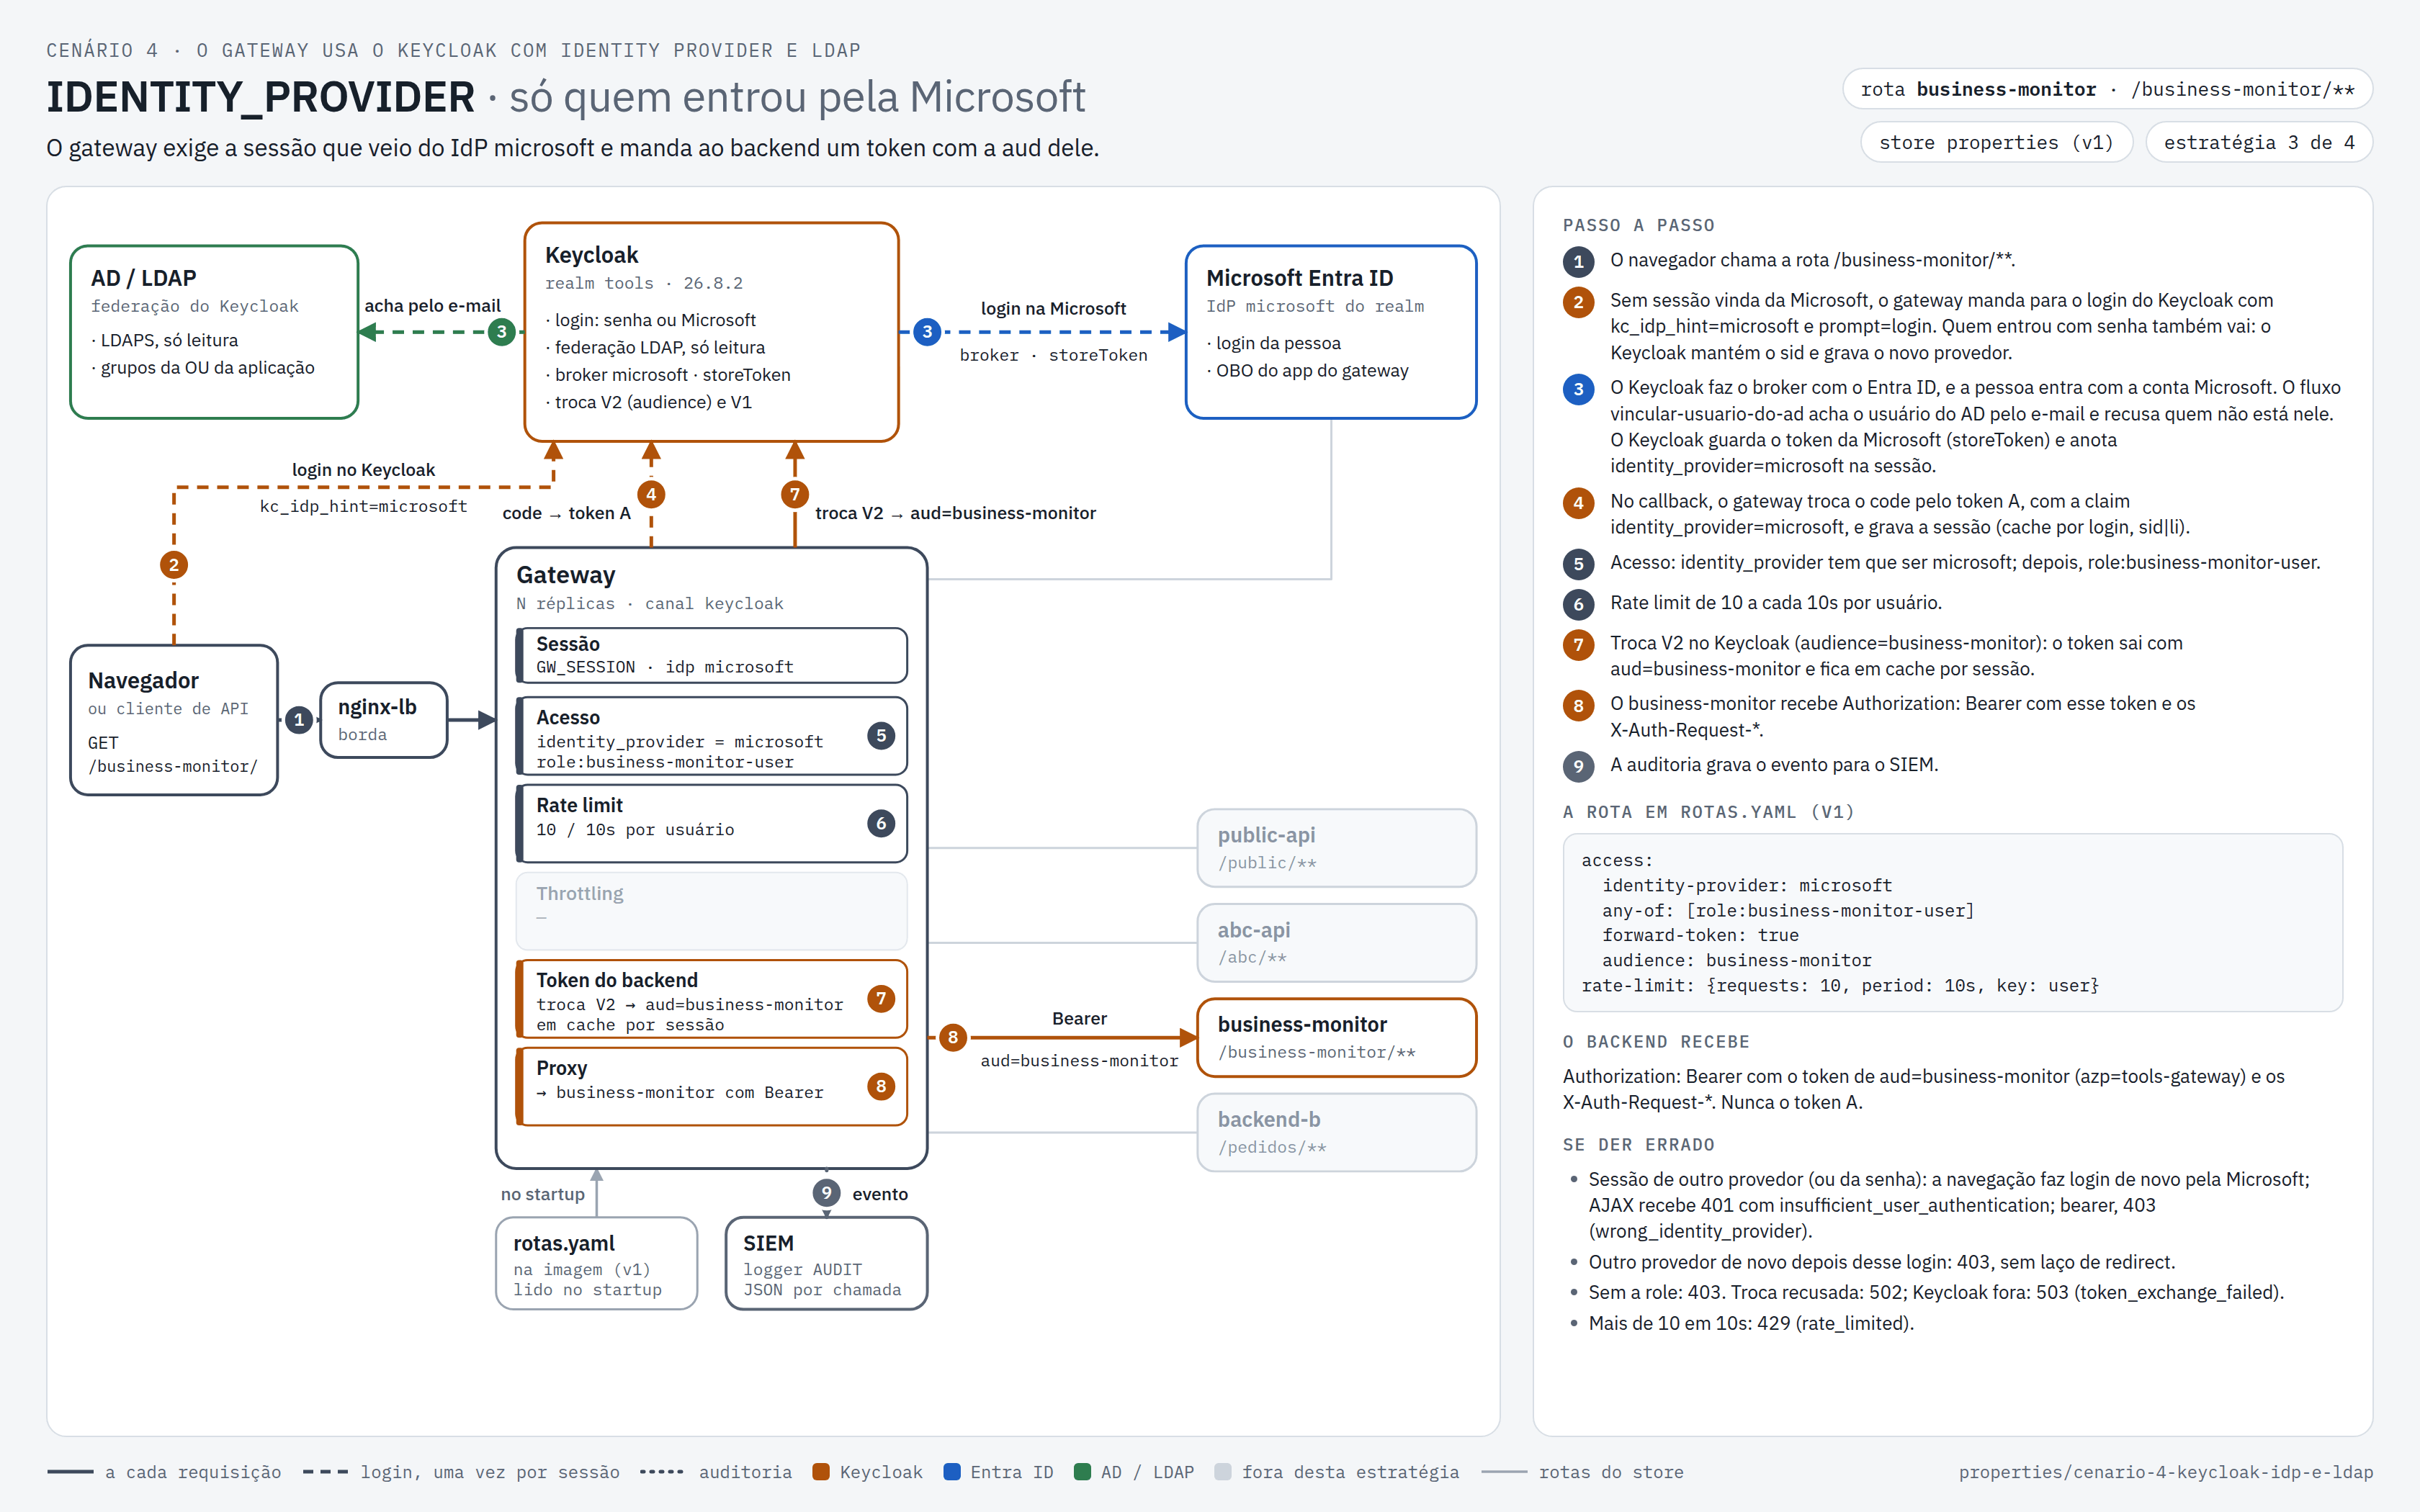 CENÁRIO 4 · O GATEWAY USA O KEYCLOAK COM IDENTITY PROVIDER E LDAP
IDENTITY_PROVIDER · só quem entrou pela Microsoft
O gateway exige a sessão que veio do IdP microsoft e manda ao backend um token com a aud dele.
rota business-monitor · /business-monitor/**
store properties (v1)
estratégia 3 de 4
AD / LDAP
federação do Keycloak
· LDAPS, só leitura
· grupos da OU da aplicação
acha pelo e-mail
3
Keycloak
realm tools · 26.8.2
· login: senha ou Microsoft
· federação LDAP, só leitura
· broker microsoft · storeToken
· troca V2 (audience) e V1
login na Microsoft
3
broker · storeToken
Microsoft Entra ID
IdP microsoft do realm
· login da pessoa
· OBO do app do gateway
login no Keycloak
kc_idp_hint=microsoft
2
code → token A
4
7
troca V2 → aud=business-monitor
Navegador
ou cliente de API
GET
/business-monitor/
1
nginx-lb
borda
Gateway
N réplicas · canal keycloak
Sessão
GW_SESSION · idp microsoft
Acesso
identity_provider = microsoft
role:business-monitor-user
5
Rate limit
10 / 10s por usuário
6
Throttling
—
Token do backend
troca V2 → aud=business-monitor
em cache por sessão
7
Proxy
→ business-monitor com Bearer
8
8
Bearer
aud=business-monitor
public-api
/public/**
abc-api
/abc/**
business-monitor
/business-monitor/**
backend-b
/pedidos/**
no startup
9
evento
rotas.yaml
na imagem (v1)
lido no startup
SIEM
logger AUDIT
JSON por chamada
PASSO A PASSO
1 O navegador chama a rota /business-monitor/**.
2 Sem sessão vinda da Microsoft, o gateway manda para o login do Keycloak com
kc_idp_hint=microsoft e prompt=login. Quem entrou com senha também vai: o
Keycloak mantém o sid e grava o novo provedor.
3 O Keycloak faz o broker com o Entra ID, e a pessoa entra com a conta Microsoft. O fluxo
vincular-usuario-do-ad acha o usuário do AD pelo e-mail e recusa quem não está nele.
O Keycloak guarda o token da Microsoft (storeToken) e anota
identity_provider=microsoft na sessão.
4 No callback, o gateway troca o code pelo token A, com a claim
identity_provider=microsoft, e grava a sessão (cache por login, sid|li).
5 Acesso: identity_provider tem que ser microsoft; depois, role:business-monitor-user.
6 Rate limit de 10 a cada 10s por usuário.
7 Troca V2 no Keycloak (audience=business-monitor): o token sai com
aud=business-monitor e fica em cache por sessão.
8 O business-monitor recebe Authorization: Bearer com esse token e os
X-Auth-Request-*.
9 A auditoria grava o evento para o SIEM.
A ROTA EM ROTAS.YAML (V1)
access:
  identity-provider: microsoft
  any-of: [role:business-monitor-user]
  forward-token: true
  audience: business-monitor
rate-limit: {requests: 10, period: 10s, key: user}
O BACKEND RECEBE
Authorization: Bearer com o token de aud=business-monitor (azp=tools-gateway) e os
X-Auth-Request-*. Nunca o token A.
SE DER ERRADO
• Sessão de outro provedor (ou da senha): a navegação faz login de novo pela Microsoft;
AJAX recebe 401 com insufficient_user_authentication; bearer, 403
(wrong_identity_provider).
• Outro provedor de novo depois desse login: 403, sem laço de redirect.
• Sem a role: 403. Troca recusada: 502; Keycloak fora: 503 (token_exchange_failed).
• Mais de 10 em 10s: 429 (rate_limited).
a cada requisição
login, uma vez por sessão
auditoria
Keycloak
Entra ID
AD / LDAP
fora desta estratégia
rotas do store
properties/cenario-4-keycloak-idp-e-ldap